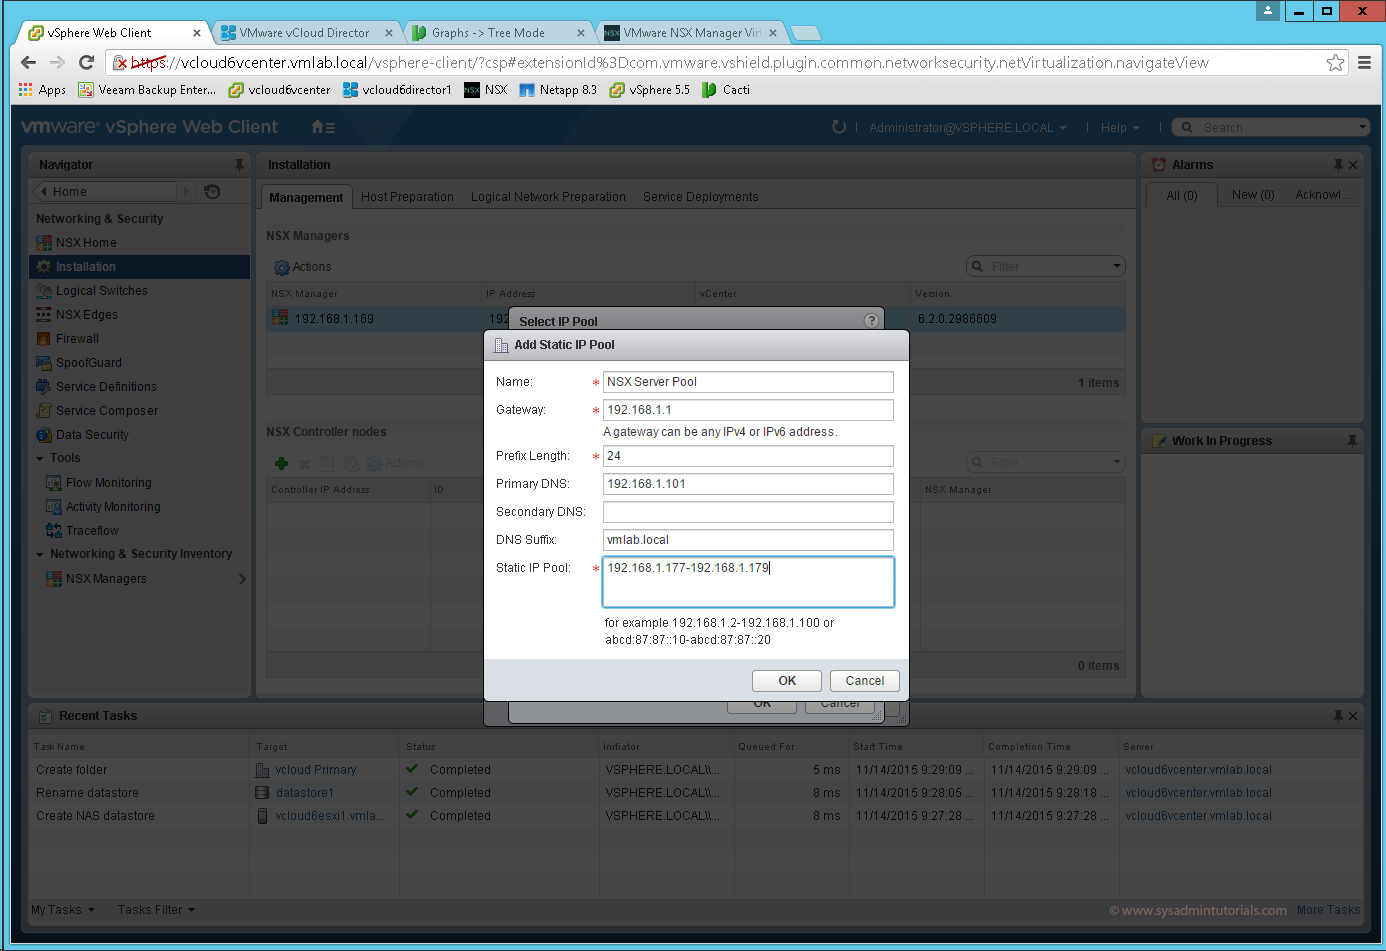 vSphere Web Client
VMware vCloud Director
Graphs -> Tree Mode
VMware NSX Manager Virt
https://vcloud6vcenter.vmlab.local/vsphere-client/?csp#extensionId%3Dcom.vmware.vshield.plugin.common.networksecurity.netVirtualization.navigateView
Apps
Veeam Backup Enter...
vcloud6vcenter
vcloud6director1
NSX
Netapp 8.3
vSphere 5.5
Cacti
vmware® vSphere Web Client
Administrator@VSPHERE.LOCAL
Help
Search
Navigator
Home
Networking & Security
NSX Home
Installation
Logical Switches
NSX Edges
Firewall
SpoofGuard
Service Definitions
Service Composer
Data Security
Tools
Flow Monitoring
Activity Monitoring
Traceflow
Networking & Security Inventory
NSX Managers
Installation
Management
Host Preparation
Logical Network Preparation
Service Deployments
NSX Managers
Actions
Filter
NSX Manager
IP Address
vCenter
Version
192.168.1.169
192
6.2.0.2986609
1 items
NSX Controller nodes
Actions
Filter
Controller IP Address
ID
NSX Manager
0 items
Select IP Pool
?
Add Static IP Pool
Name: * NSX Server Pool
Gateway: * 192.168.1.1
A gateway can be any IPv4 or IPv6 address.
Prefix Length: * 24
Primary DNS: 192.168.1.101
Secondary DNS:
DNS Suffix: vmlab.local
Static IP Pool: * 192.168.1.177-192.168.1.179
for example 192.168.1.2-192.168.1.100 or
abcd:87:87::10-abcd:87:87::20
OK
Cancel
OK
Cancel
Alarms
All (0)
New (0)
Acknowl...
Work In Progress
Recent Tasks
Task Name Target Status Initiator Queued For Start Time Completion Time Server
Create folder vcloud Primary Completed VSPHERE.LOCAL\\... 5 ms 11/14/2015 9:29:09 ... 11/14/2015 9:29:09 ... vcloud6vcenter.vmlab.local
Rename datastore datastore1 Completed VSPHERE.LOCAL\\... 8 ms 11/14/2015 9:28:05 ... 11/14/2015 9:28:18 ... vcloud6vcenter.vmlab.local
Create NAS datastore vcloud6esxi1.vmla... Completed VSPHERE.LOCAL\\... 8 ms 11/14/2015 9:27:28 ... 11/14/2015 9:27:28 ... vcloud6vcenter.vmlab.local
My Tasks
Tasks Filter
© www.sysadmintutorials.com
More Tasks